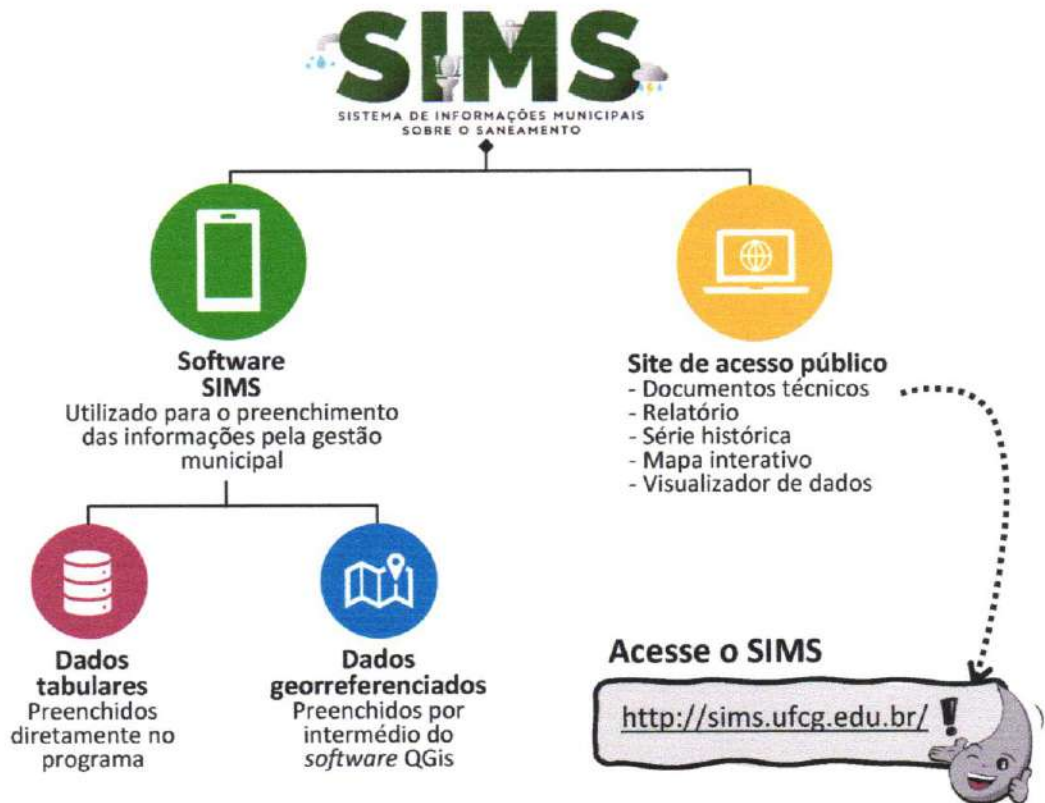 SIMS
SISTEMA DE INFORMAÇÕES MUNICIPAIS
SOBRE O SANEAMENTO
Software
SIMS
Utilizado para o preenchimento
das informações pela gestão
municipal
Dados
tabulares
Preenchidos
diretamente no
programa
Dados
georreferenciados
Preenchidos por
intermédio do
software QGis
Site de acesso público
- Documentos técnicos
- Relatório
- Série histórica
- Mapa interativo
- Visualizador de dados
Acesse o SIMS
http://sims.ufcg.edu.br/
!